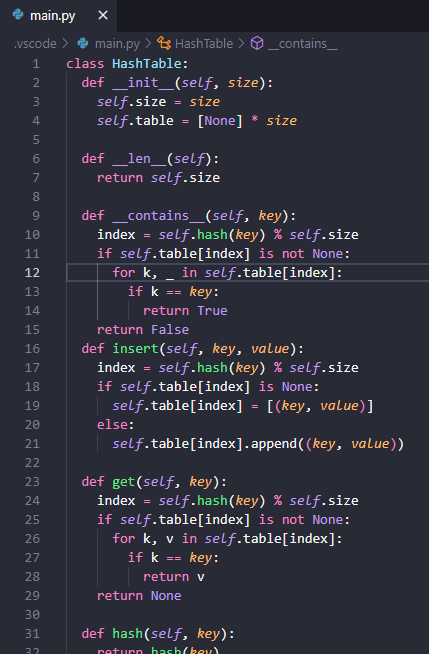 main.py ×
.vscode > main.py > HashTable > __contains__
1 class HashTable:
2 def __init__(self, size):
3 self.size = size
4 self.table = [None] * size
5
6 def __len__(self):
7 return self.size
8
9 def __contains__(self, key):
10 index = self.hash(key) % self.size
11 if self.table[index] is not None:
12 for k, _ in self.table[index]:
13 if k == key:
14 return True
15 return False
16 def insert(self, key, value):
17 index = self.hash(key) % self.size
18 if self.table[index] is None:
19 self.table[index] = [(key, value)]
20 else:
21 self.table[index].append((key, value))
22
23 def get(self, key):
24 index = self.hash(key) % self.size
25 if self.table[index] is not None:
26 for k, v in self.table[index]:
27 if k == key:
28 return v
29 return None
30
31 def hash(self, key):
32 return hash(key)